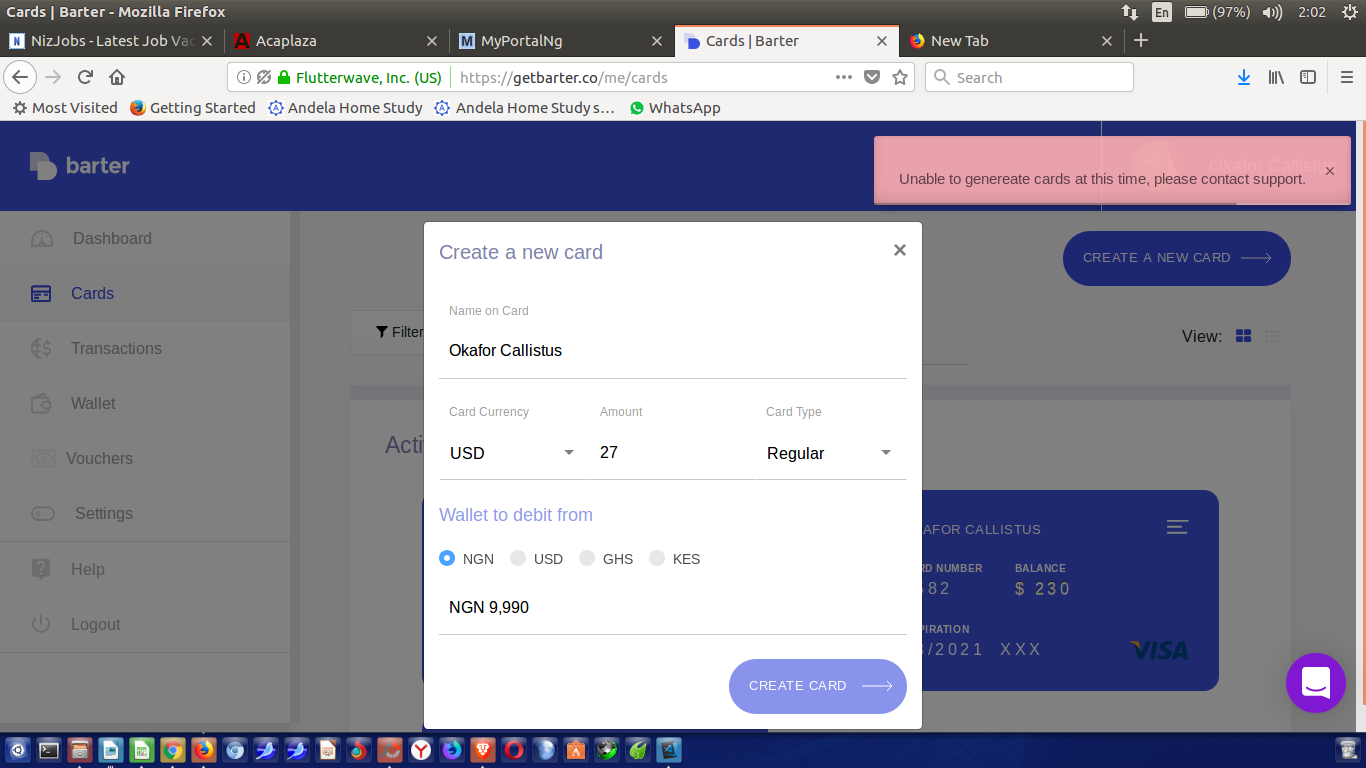 Cards | Barter - Mozilla Firefox
En
(97%)
2:02
NizJobs - Latest Job Vac
Acaplaza
MyPortalNg
Cards | Barter
New Tab
Flutterwave, Inc. (US)
https://getbarter.co/me/cards
Search
Most Visited
Getting Started
Andela Home Study
Andela Home Study s…
WhatsApp
barter
Okafor Callistus
Unable to genereate cards at this time, please contact support.
Dashboard
Cards
Transactions
Wallet
Vouchers
Settings
Help
Logout
CREATE A NEW CARD
Filter
View:
Acti
Create a new card
Name on Card
Okafor Callistus
Card Currency
Amount
Card Type
USD
27
Regular
Wallet to debit from
NGN
USD
GHS
KES
NGN 9,990
CREATE CARD
AFOR CALLISTUS
RD NUMBER
BALANCE
82
$ 230
PIRATION
/2021 XXX
VISA